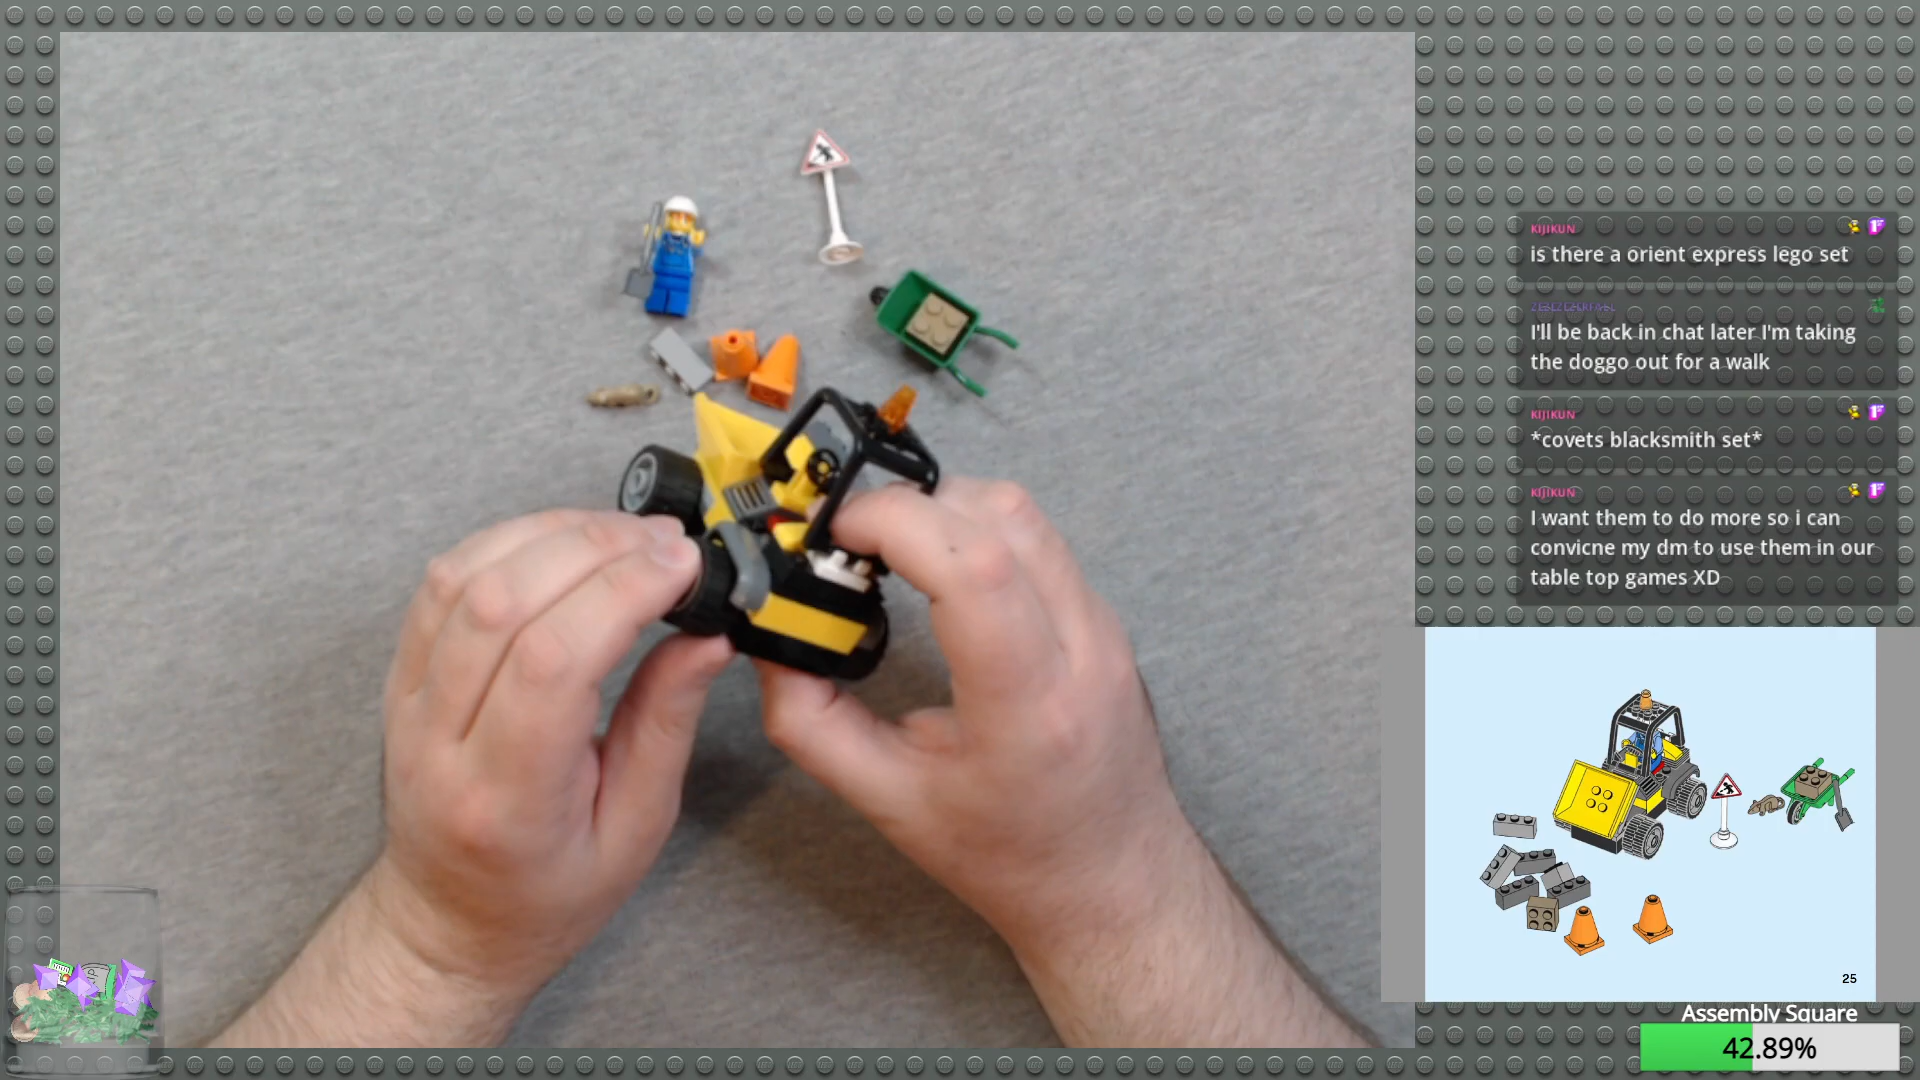 KIJIKUN
is there a orient express lego set
I'll be back in chat later I'm taking
the doggo out for a walk
KIJIKUN
*covets blacksmith set*
KIJIKUN
I want them to do more so i can
convicne my dm to use them in our
table top games XD
25
Assembly Square
42.89%